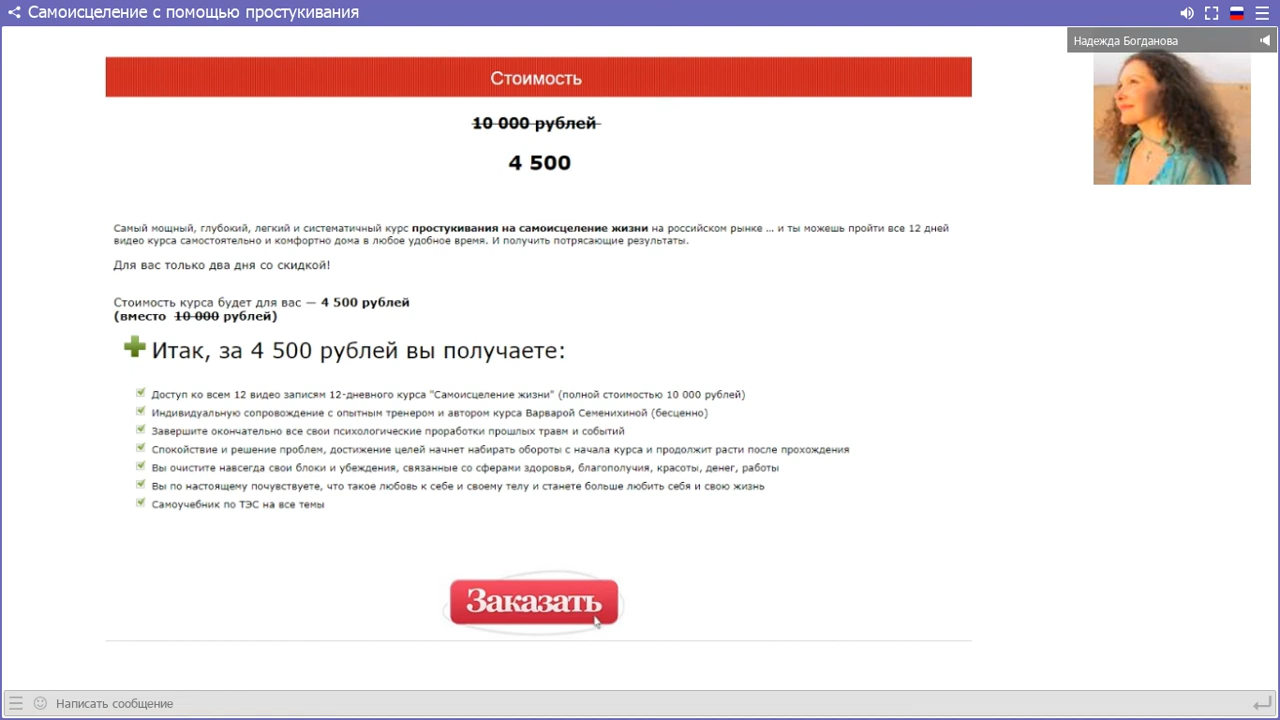 Самоисцеление с помощью простукивания
Надежда Богданова
Стоимость
10 000 рублей
4 500
Самый мощный, глубокий, легкий и систематичный курс простукивания на самоисцеление жизни на российском рынке ... и ты можешь пройти все 12 дней
видео курса самостоятельно и комфортно дома в любое удобное время. И получить потрясающие результаты.
Для вас только два дня со скидкой!
Стоимость курса будет для вас — 4 500 рублей
(вместо 10 000 рублей)
Итак, за 4 500 рублей вы получаете:
Доступ ко всем 12 видео записям 12-дневного курса "Самоисцеление жизни" (полной стоимостью 10 000 рублей)
Индивидуальную сопровождение с опытным тренером и автором курса Варварой Семенихиной (бесценно)
Завершите окончательно все свои психологические проработки прошлых травм и событий
Спокойствие и решение проблем, достижение целей начнет набирать обороты с начала курса и продолжит расти после прохождения
Вы очистите навсегда свои блоки и убеждения, связанные со сферами здоровья, благополучия, красоты, денег, работы
Вы по настоящему почувствуете, что такое любовь к себе и своему телу и станете больше любить себя и свою жизнь
Самоучебник по ТЭС на все темы
Заказать
Написать сообщение